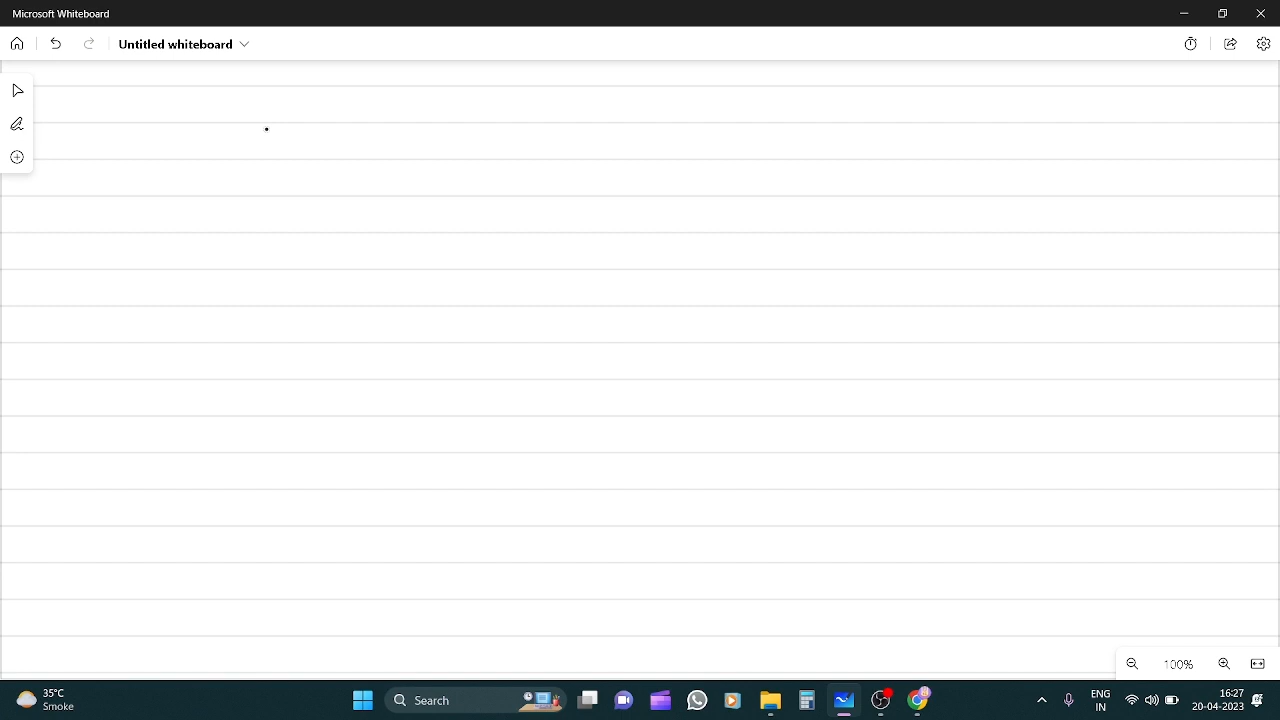 Microsoft Whiteboard
Untitled whiteboard
100%
35°C
Smoke
Search
ENG
IN
16:27
20-04-2023